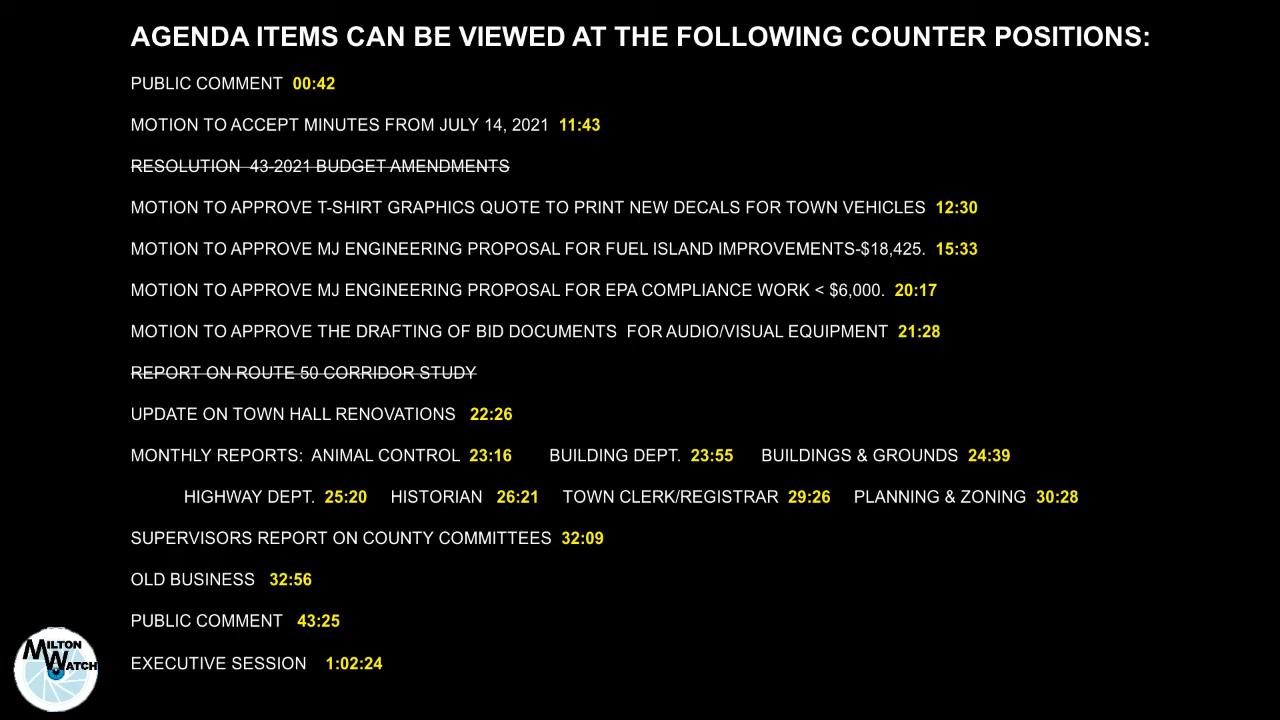 AGENDA ITEMS CAN BE VIEWED AT THE FOLLOWING COUNTER POSITIONS:
PUBLIC COMMENT 00:42
MOTION TO ACCEPT MINUTES FROM JULY 14, 2021 11:43
RESOLUTION 43-2021 BUDGET AMENDMENTS
MOTION TO APPROVE T-SHIRT GRAPHICS QUOTE TO PRINT NEW DECALS FOR TOWN VEHICLES 12:30
MOTION TO APPROVE MJ ENGINEERING PROPOSAL FOR FUEL ISLAND IMPROVEMENTS-$18,425. 15:33
MOTION TO APPROVE MJ ENGINEERING PROPOSAL FOR EPA COMPLIANCE WORK < $6,000. 20:17
MOTION TO APPROVE THE DRAFTING OF BID DOCUMENTS FOR AUDIO/VISUAL EQUIPMENT 21:28
REPORT ON ROUTE 50 CORRIDOR STUDY
UPDATE ON TOWN HALL RENOVATIONS 22:26
MONTHLY REPORTS: ANIMAL CONTROL 23:16 BUILDING DEPT. 23:55 BUILDINGS & GROUNDS 24:39
HIGHWAY DEPT. 25:20 HISTORIAN 26:21 TOWN CLERK/REGISTRAR 29:26 PLANNING & ZONING 30:28
SUPERVISORS REPORT ON COUNTY COMMITTEES 32:09
OLD BUSINESS 32:56
PUBLIC COMMENT 43:25
EXECUTIVE SESSION 1:02:24
MILTON
WATCH